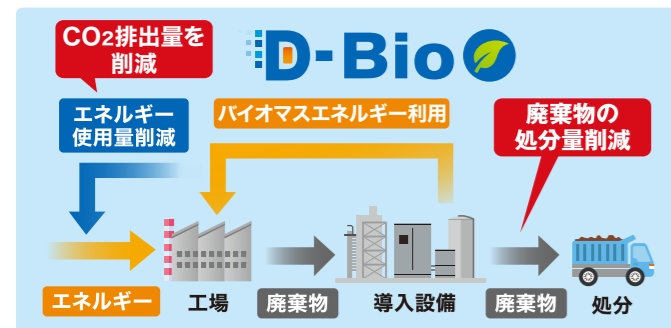 CO2排出量を
削減
D-Bio
エネルギー
使用量削減
バイオマスエネルギー利用
廃棄物の
処分量削減
エネルギー
工場
廃棄物
導入設備
廃棄物
処分